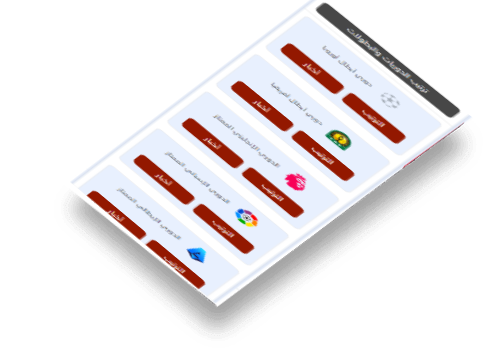 ترتيب الدوريات والبطولات
دوري أبطال أوروبا
الترتيب
أخبار
دوري أبطال أفريقيا
الترتيب
أخبار
الدوري الإنجليزي الممتاز
الترتيب
أخبار
الدوري الإسباني الممتاز
الترتيب
أخبار
الدوري الإيطالي الممتاز
الترتيب
أخبار